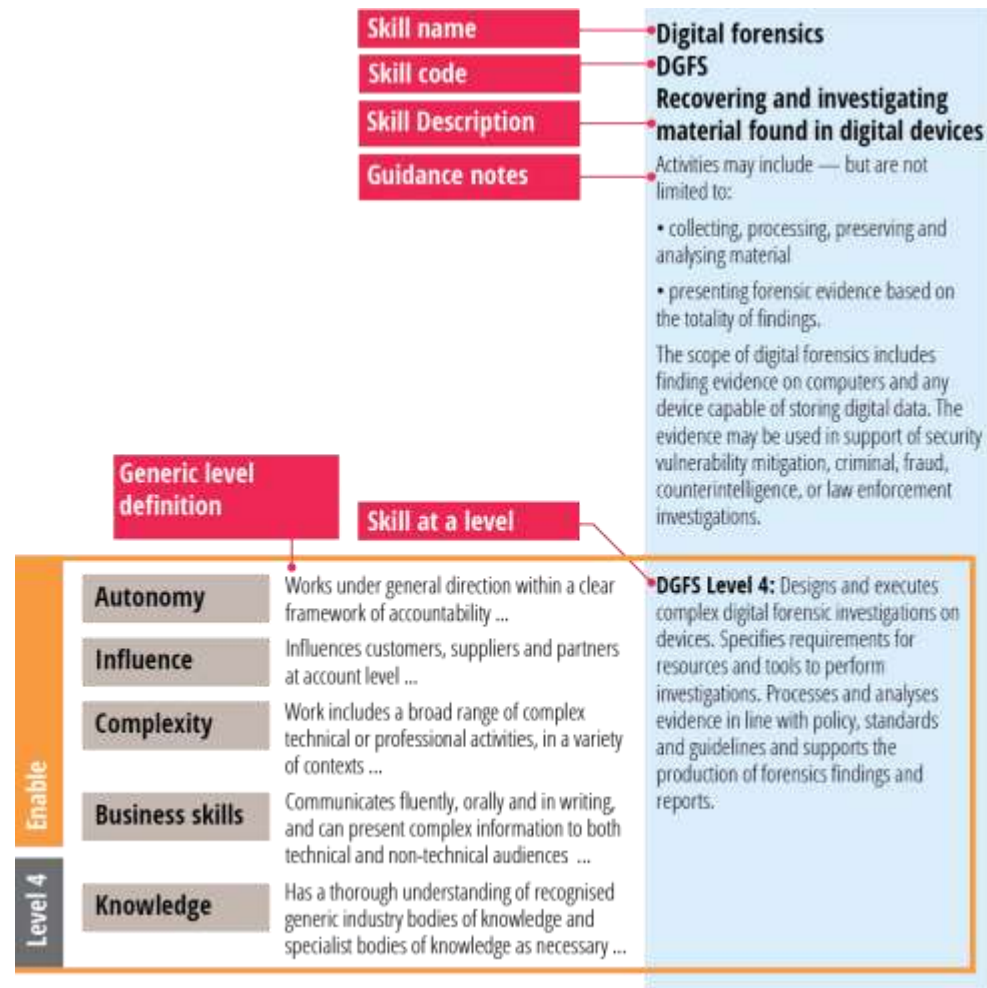 Skill name
Digital forensics
Skill code
DGFS
Skill Description
Recovering and investigating
material found in digital devices
Guidance notes
Activities may include — but are not
limited to:
• collecting, processing, preserving and
analysing material
• presenting forensic evidence based on
the totality of findings.
The scope of digital forensics includes
finding evidence on computers and any
device capable of storing digital data. The
evidence may be used in support of security
vulnerability mitigation, criminal, fraud,
counterintelligence, or law enforcement
investigations.
Generic level
definition
Skill at a level
Enable
Level 4
Autonomy
Works under general direction within a clear
framework of accountability ...
Influence
Influences customers, suppliers and partners
at account level ...
Complexity
Work includes a broad range of complex
technical or professional activities, in a variety
of contexts ...
Business skills
Communicates fluently, orally and in writing,
and can present complex information to both
technical and non-technical audiences ...
Knowledge
Has a thorough understanding of recognised
generic industry bodies of knowledge and
specialist bodies of knowledge as necessary ...
DGFS Level 4: Designs and executes
complex digital forensic investigations on
devices. Specifies requirements for
resources and tools to perform
investigations. Processes and analyses
evidence in line with policy, standards
and guidelines and supports the
production of forensics findings and
reports.